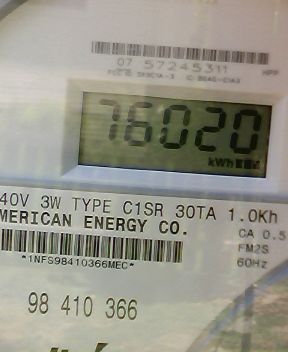 07 57245311
HPP
76020
kWh
40V 3W TYPE C1SR 30TA 1.0Kh
MERICAN ENERGY CO.
CA 0.5
FM2S
*1NFS98410366MEC*
60Hz
98 410 366